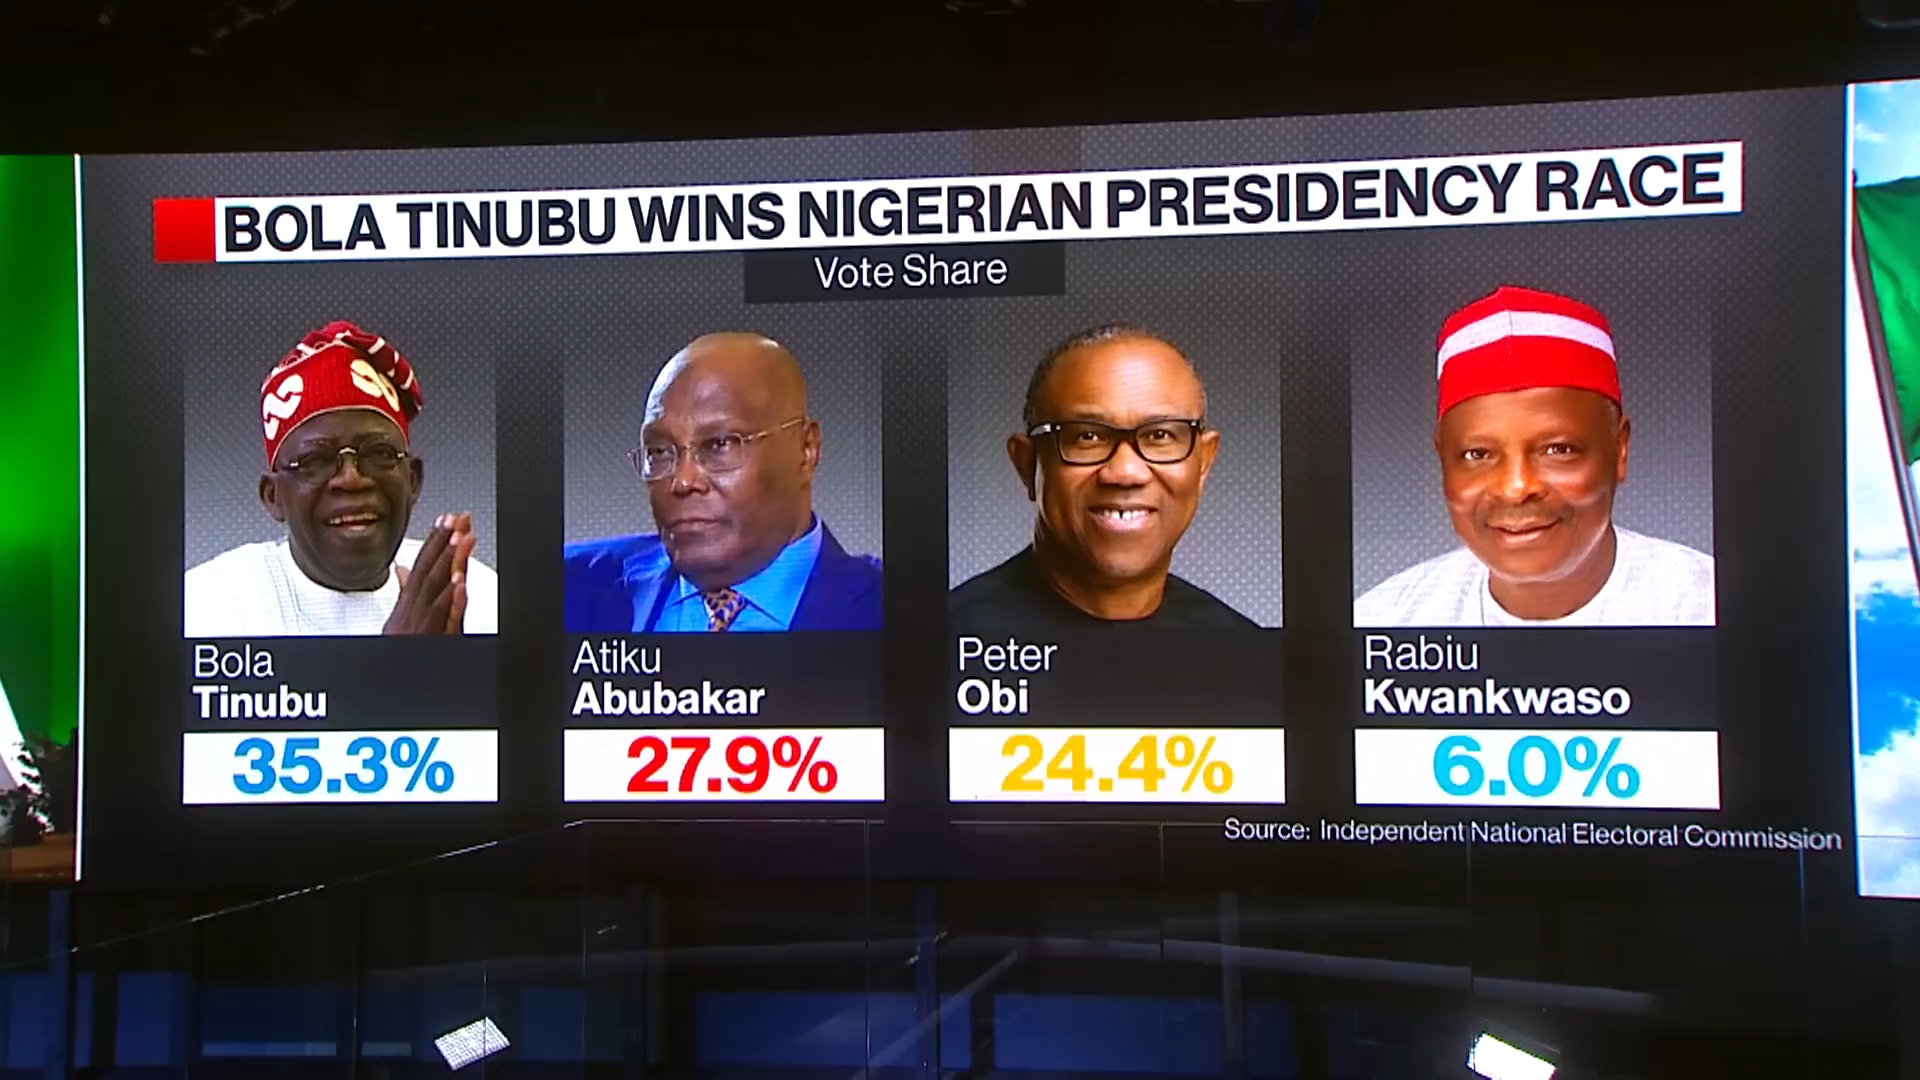 BOLA TINUBU WINS NIGERIAN PRESIDENCY RACE
Vote Share
Bola
Tinubu
35.3%
Atiku
Abubakar
27.9%
Peter
Obi
24.4%
Rabiu
Kwankwaso
6.0%
Source: Independent National Electoral Commission